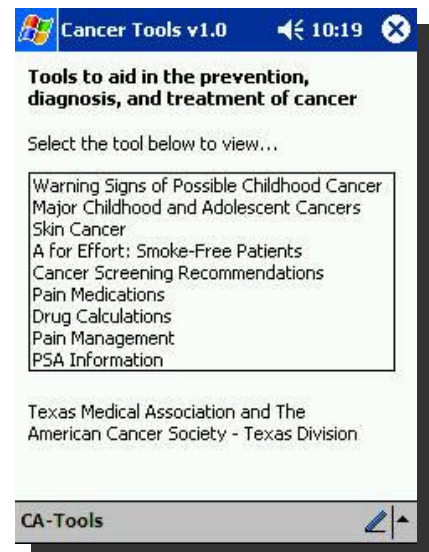 Cancer Tools v1.0 10:19
Tools to aid in the prevention,
diagnosis, and treatment of cancer
Select the tool below to view...
Warning Signs of Possible Childhood Cancer
Major Childhood and Adolescent Cancers
Skin Cancer
A for Effort: Smoke-Free Patients
Cancer Screening Recommendations
Pain Medications
Drug Calculations
Pain Management
PSA Information
Texas Medical Association and The
American Cancer Society - Texas Division
CA-Tools